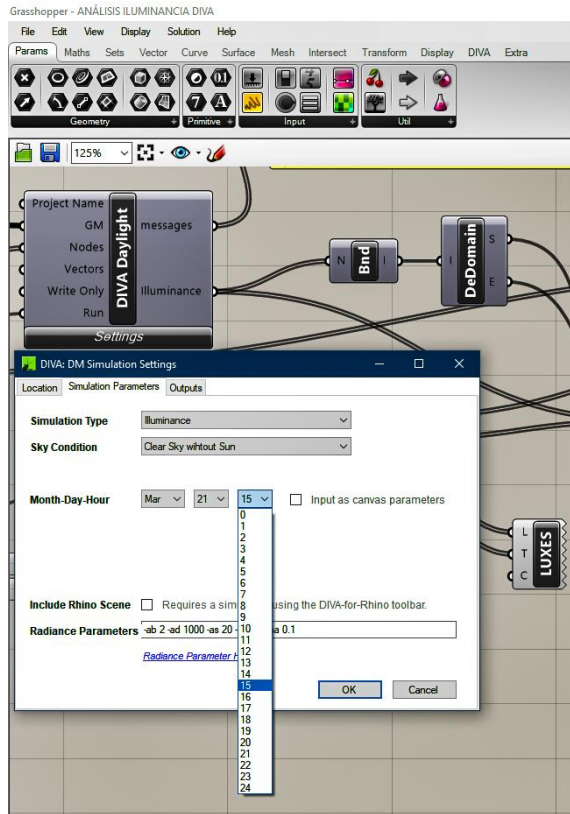 Grasshopper - ANÁLISIS ILUMINANCIA DIVA
File Edit View Display Solution Help
Params Maths Sets Vector Curve Surface Mesh Intersect Transform Display DIVA Extra
Geometry Primitive Input Util
125%
Project Name
GM
Nodes
Vectors
Write Only
Run
DIVA Daylight
messages
Illuminance
Settings
N Bnd I
I DeDomain S E
DIVA: DM Simulation Settings
Location Simulation Parameters Outputs
Simulation Type Illuminance
Sky Condition Clear Sky wihtout Sun
Month-Day-Hour Mar 21 15 Input as canvas parameters
0
1
2
3
4
5
6
7
8
9
10
11
12
13
14
15
16
17
18
19
20
21
22
23
24
Include Rhino Scene Requires a sim using the DIVA-for-Rhino toolbar.
Radiance Parameters -ab 2 -ad 1000 -as 20 - a 0.1
Radiance Parameter H
OK Cancel
L
T
C
LUXES